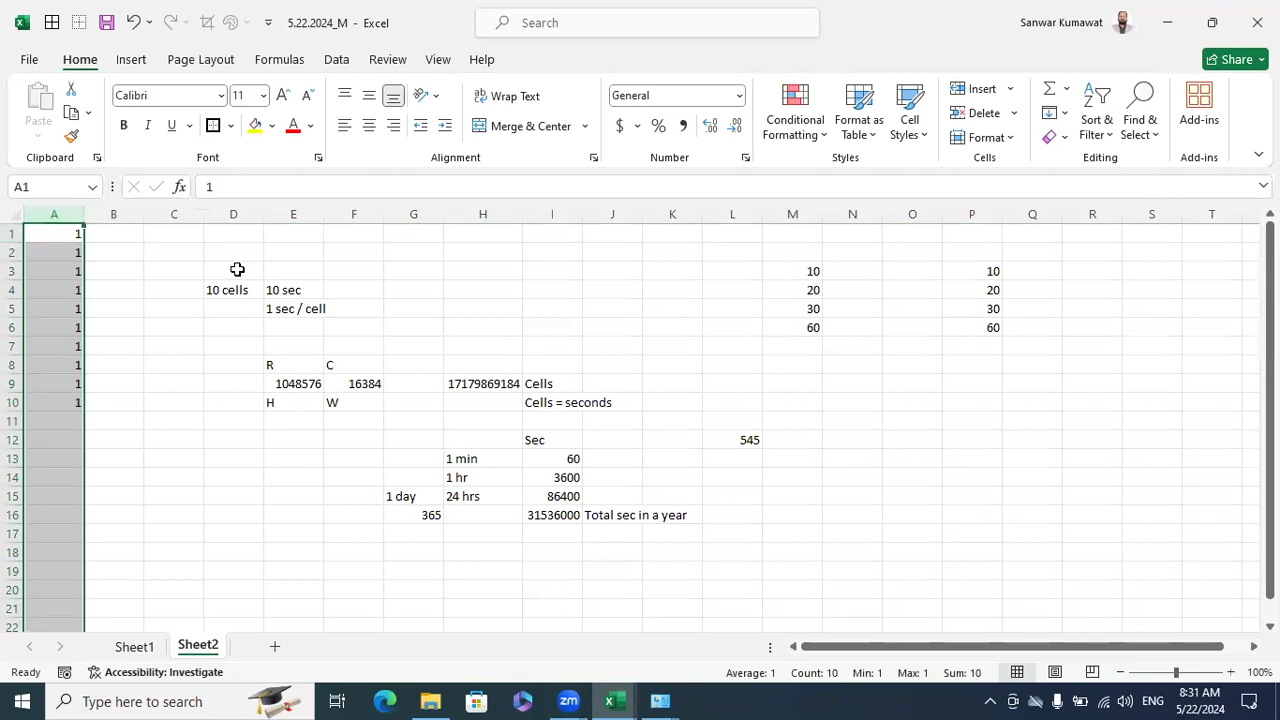 5.22.2024_M - Excel
Search
Sanwar Kumawat
File Home Insert Page Layout Formulas Data Review View Help
Share
Paste
Clipboard
Calibri 11
B I U
Font
Wrap Text
Merge & Center
Alignment
General
$ % ,
Number
Conditional Formatting
Format as Table
Cell Styles
Styles
Insert
Delete
Format
Cells
Sort & Filter
Find & Select
Editing
Add-ins
Add-ins
A1 fx 1
A B C D E F G H I J K L M N O P Q R S T
1 1
2 1
3 1 10 10
4 1 10 cells 10 sec 20 20
5 1 1 sec / cell 30 30
6 1 60 60
7 1
8 1 R C
9 1 1048576 16384 17179869184 Cells
10 1 H W Cells = seconds
11
12 Sec 545
13 1 min 60
14 1 hr 3600
15 1 day 24 hrs 86400
16 365 31536000 Total sec in a year
17
18
19
20
21
22
Sheet1 Sheet2
Ready Accessibility: Investigate Average: 1 Count: 10 Min: 1 Max: 1 Sum: 10 100%
Type here to search
ENG
8:31 AM
5/22/2024